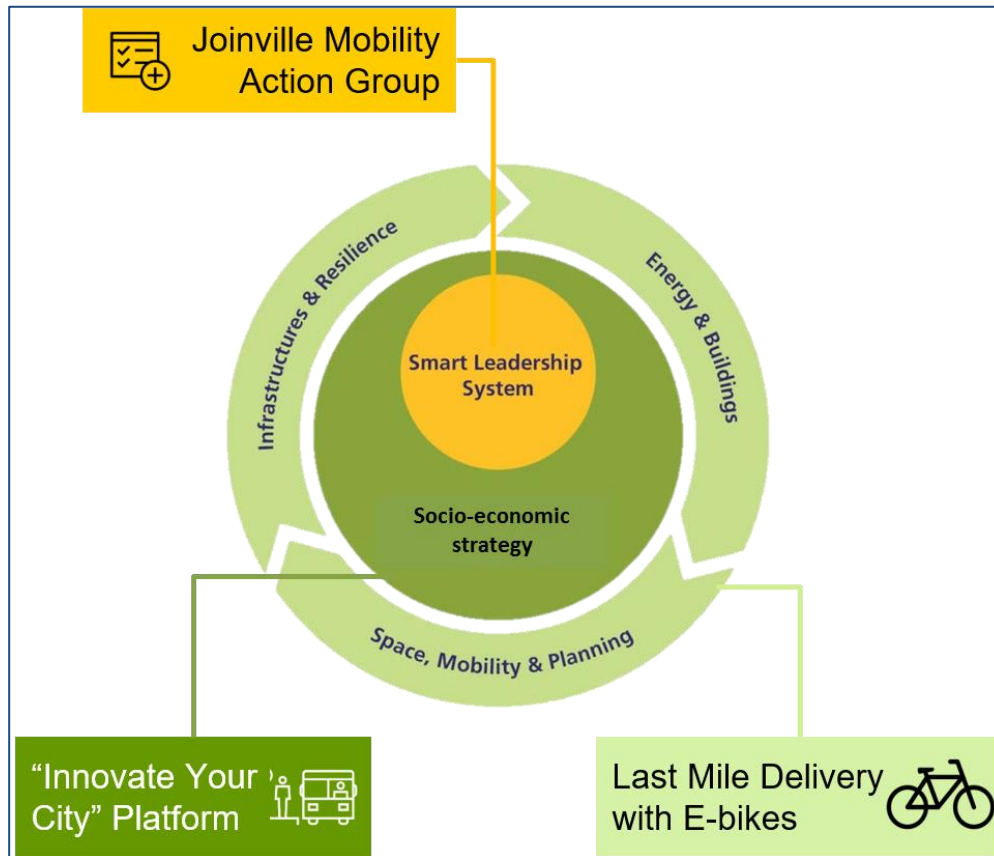 Joinville Mobility
Action Group
Infrastructures & Resilience
Energy & Buildings
Smart Leadership
System
Socio-economic
strategy
Space, Mobility & Planning
“Innovate Your
City” Platform
Last Mile Delivery
with E-bikes